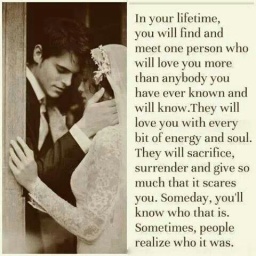 In your lifetime,
you will find and
meet one person who
will love you more
than anybody you
have ever known and
will know.They will
love you with every
bit of energy and soul.
They will sacrifice,
surrender and give so
much that it scares
you. Someday, you'll
know who that is.
Sometimes, people
realize who it was.